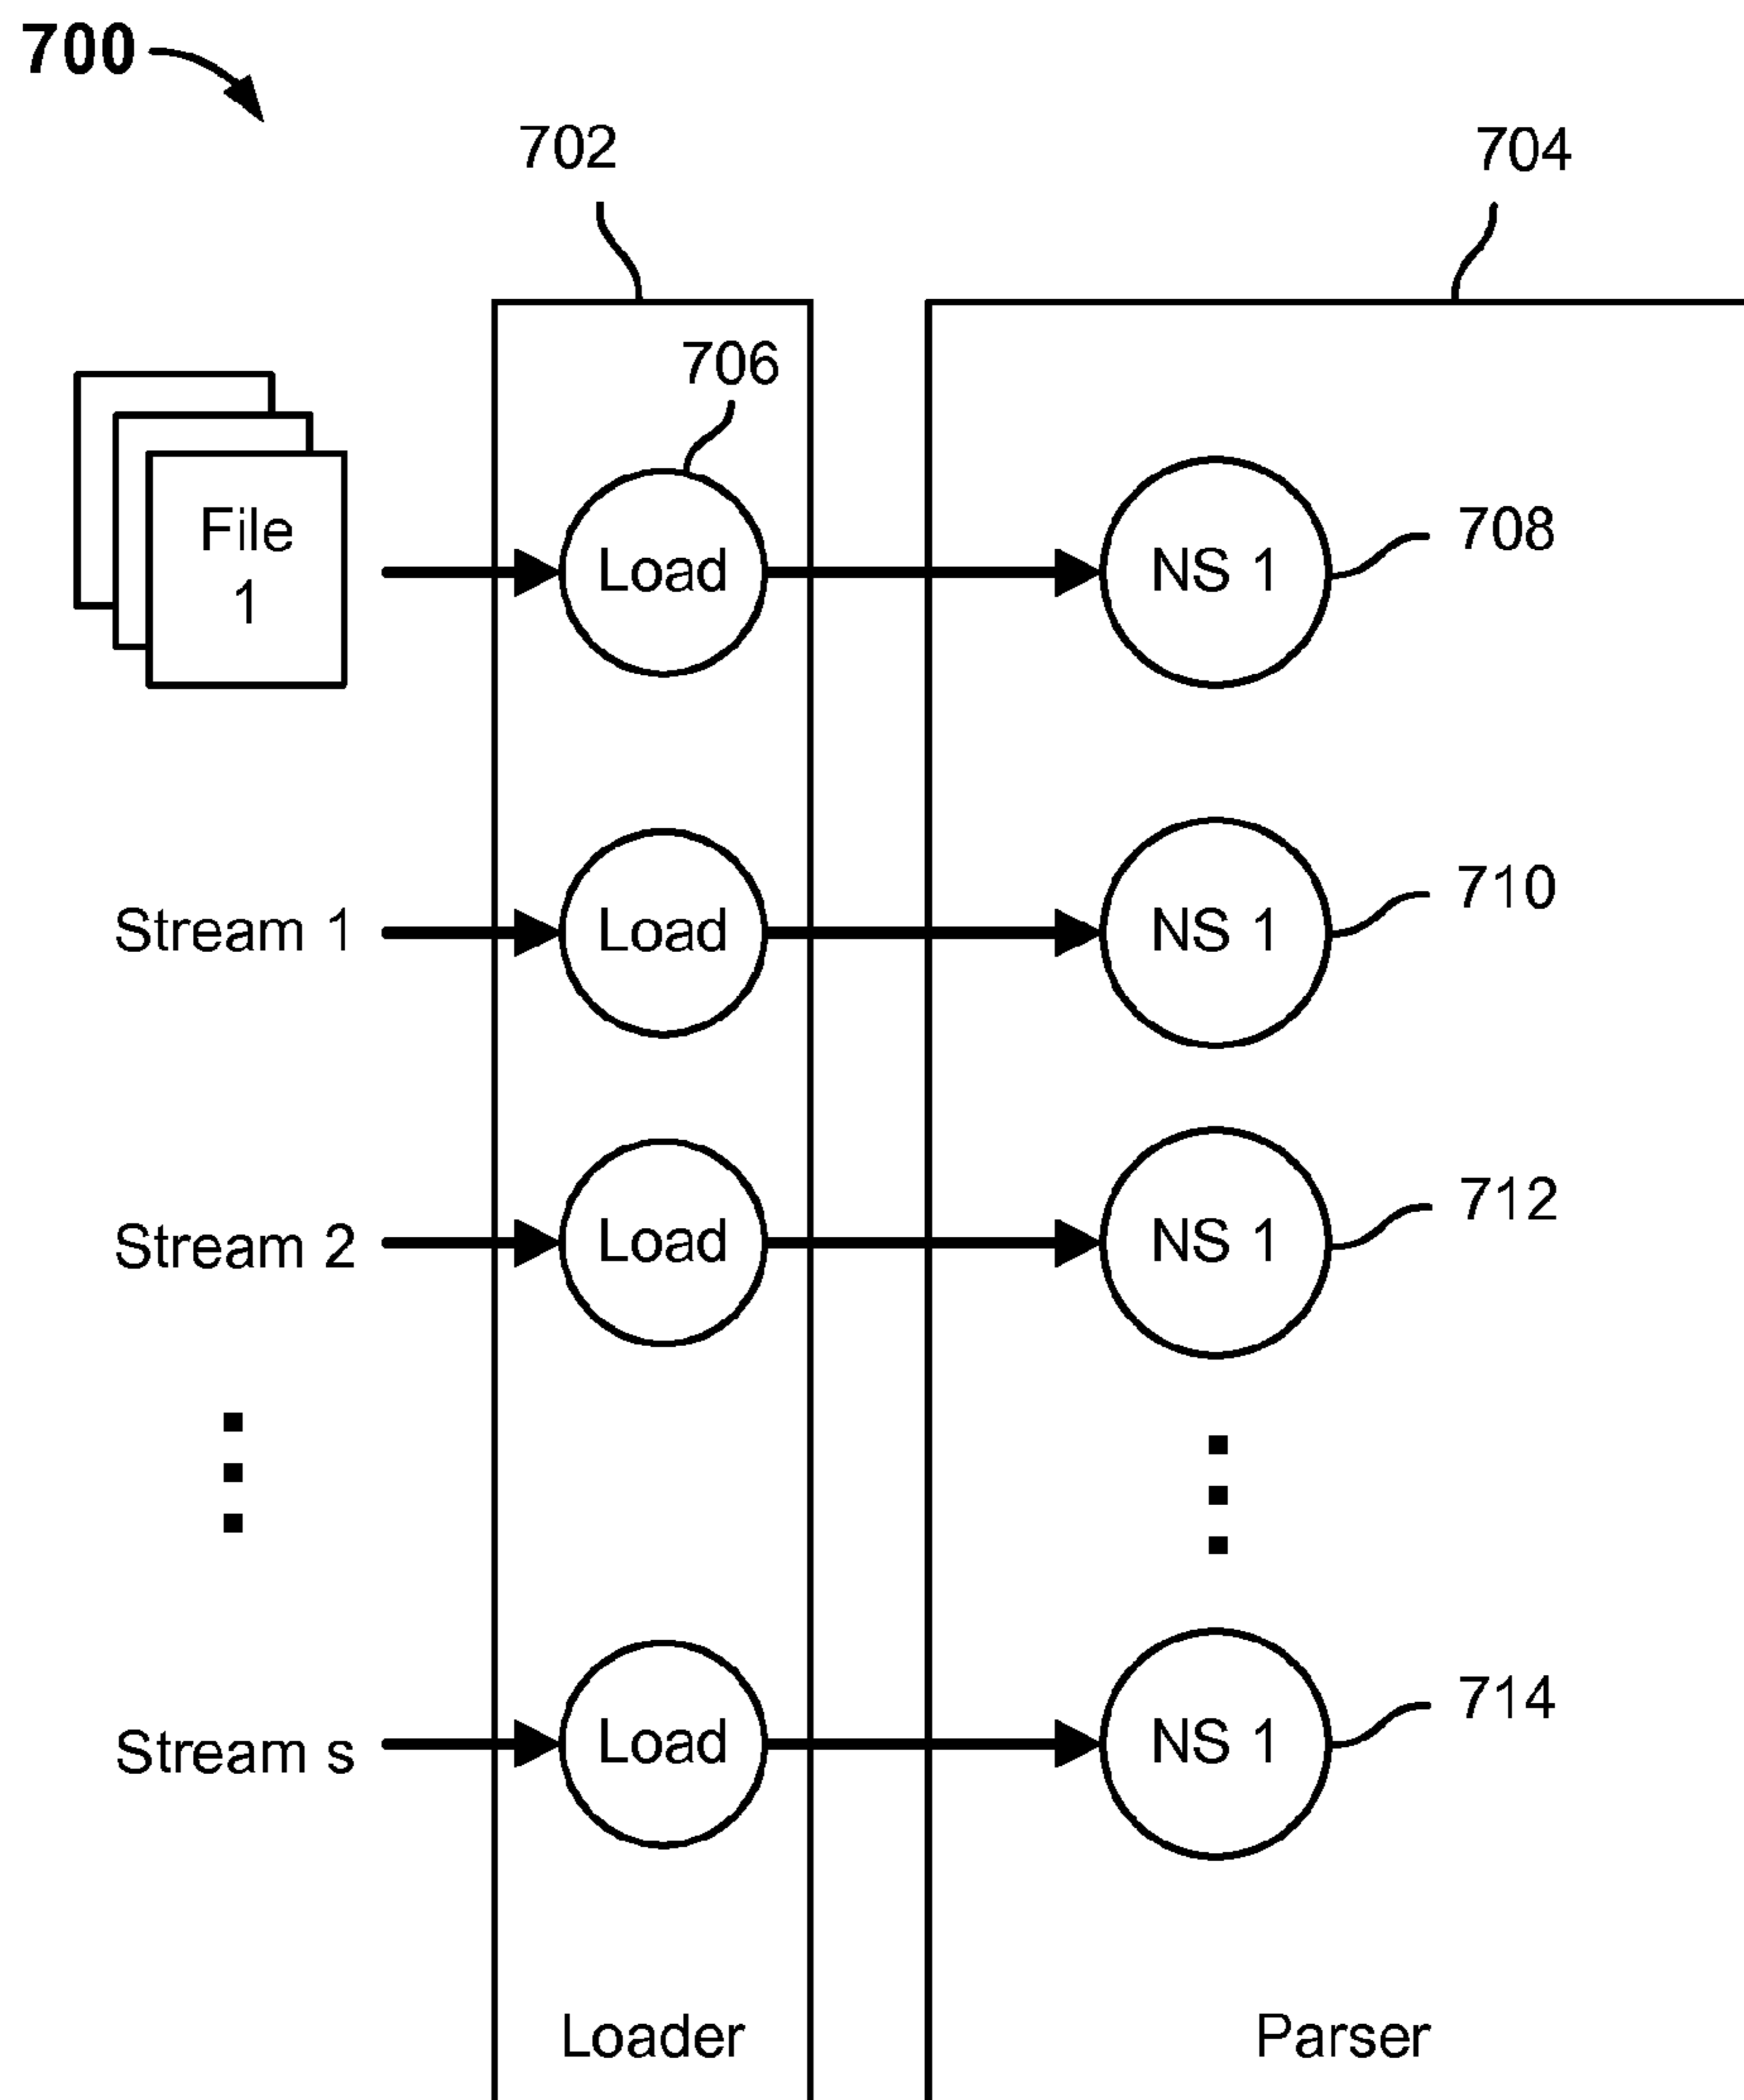 700
702
704
706
File
1
Load
NS 1
708
Stream 1
Load
NS 1
710
Stream 2
Load
NS 1
712
Stream s
Load
NS 1
714
Loader
Parser